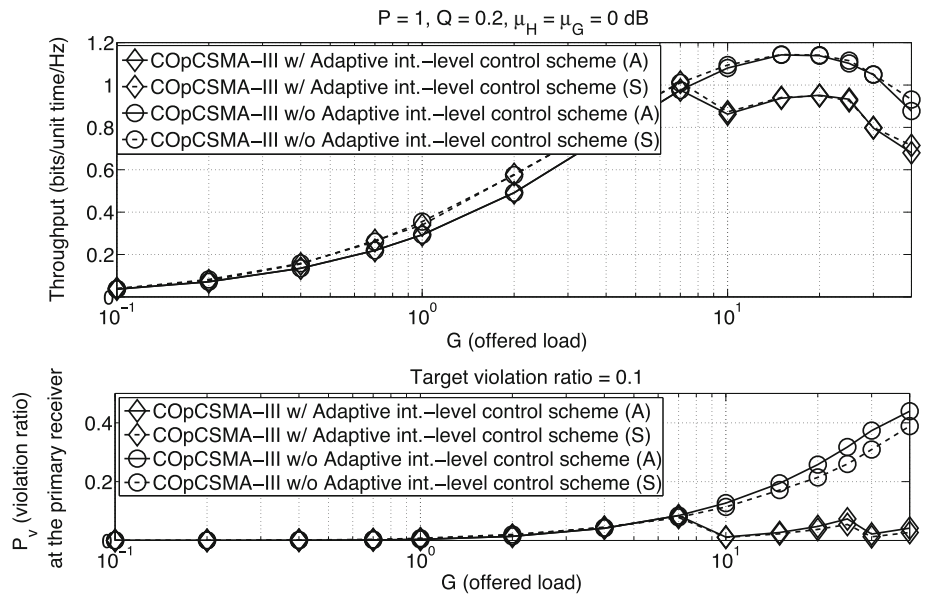 P = 1, Q = 0.2, μH = μG = 0 dB
Throughput (bits/unit time/Hz)
1.2
1
0.8
0.6
0.4
0.2
0
COpCSMA−III w/ Adaptive int.−level control scheme (A)
COpCSMA−III w/ Adaptive int.−level control scheme (S)
COpCSMA−III w/o Adaptive int.−level control scheme (A)
COpCSMA−III w/o Adaptive int.−level control scheme (S)
10−1 100 101
G (offered load)
Target violation ratio = 0.1
Pv (violation ratio)
at the primary receiver
0.4
0.2
0
COpCSMA−III w/ Adaptive int.−level control scheme (A)
COpCSMA−III w/ Adaptive int.−level control scheme (S)
COpCSMA−III w/o Adaptive int.−level control scheme (A)
COpCSMA−III w/o Adaptive int.−level control scheme (S)
10−1 100 101
G (offered load)